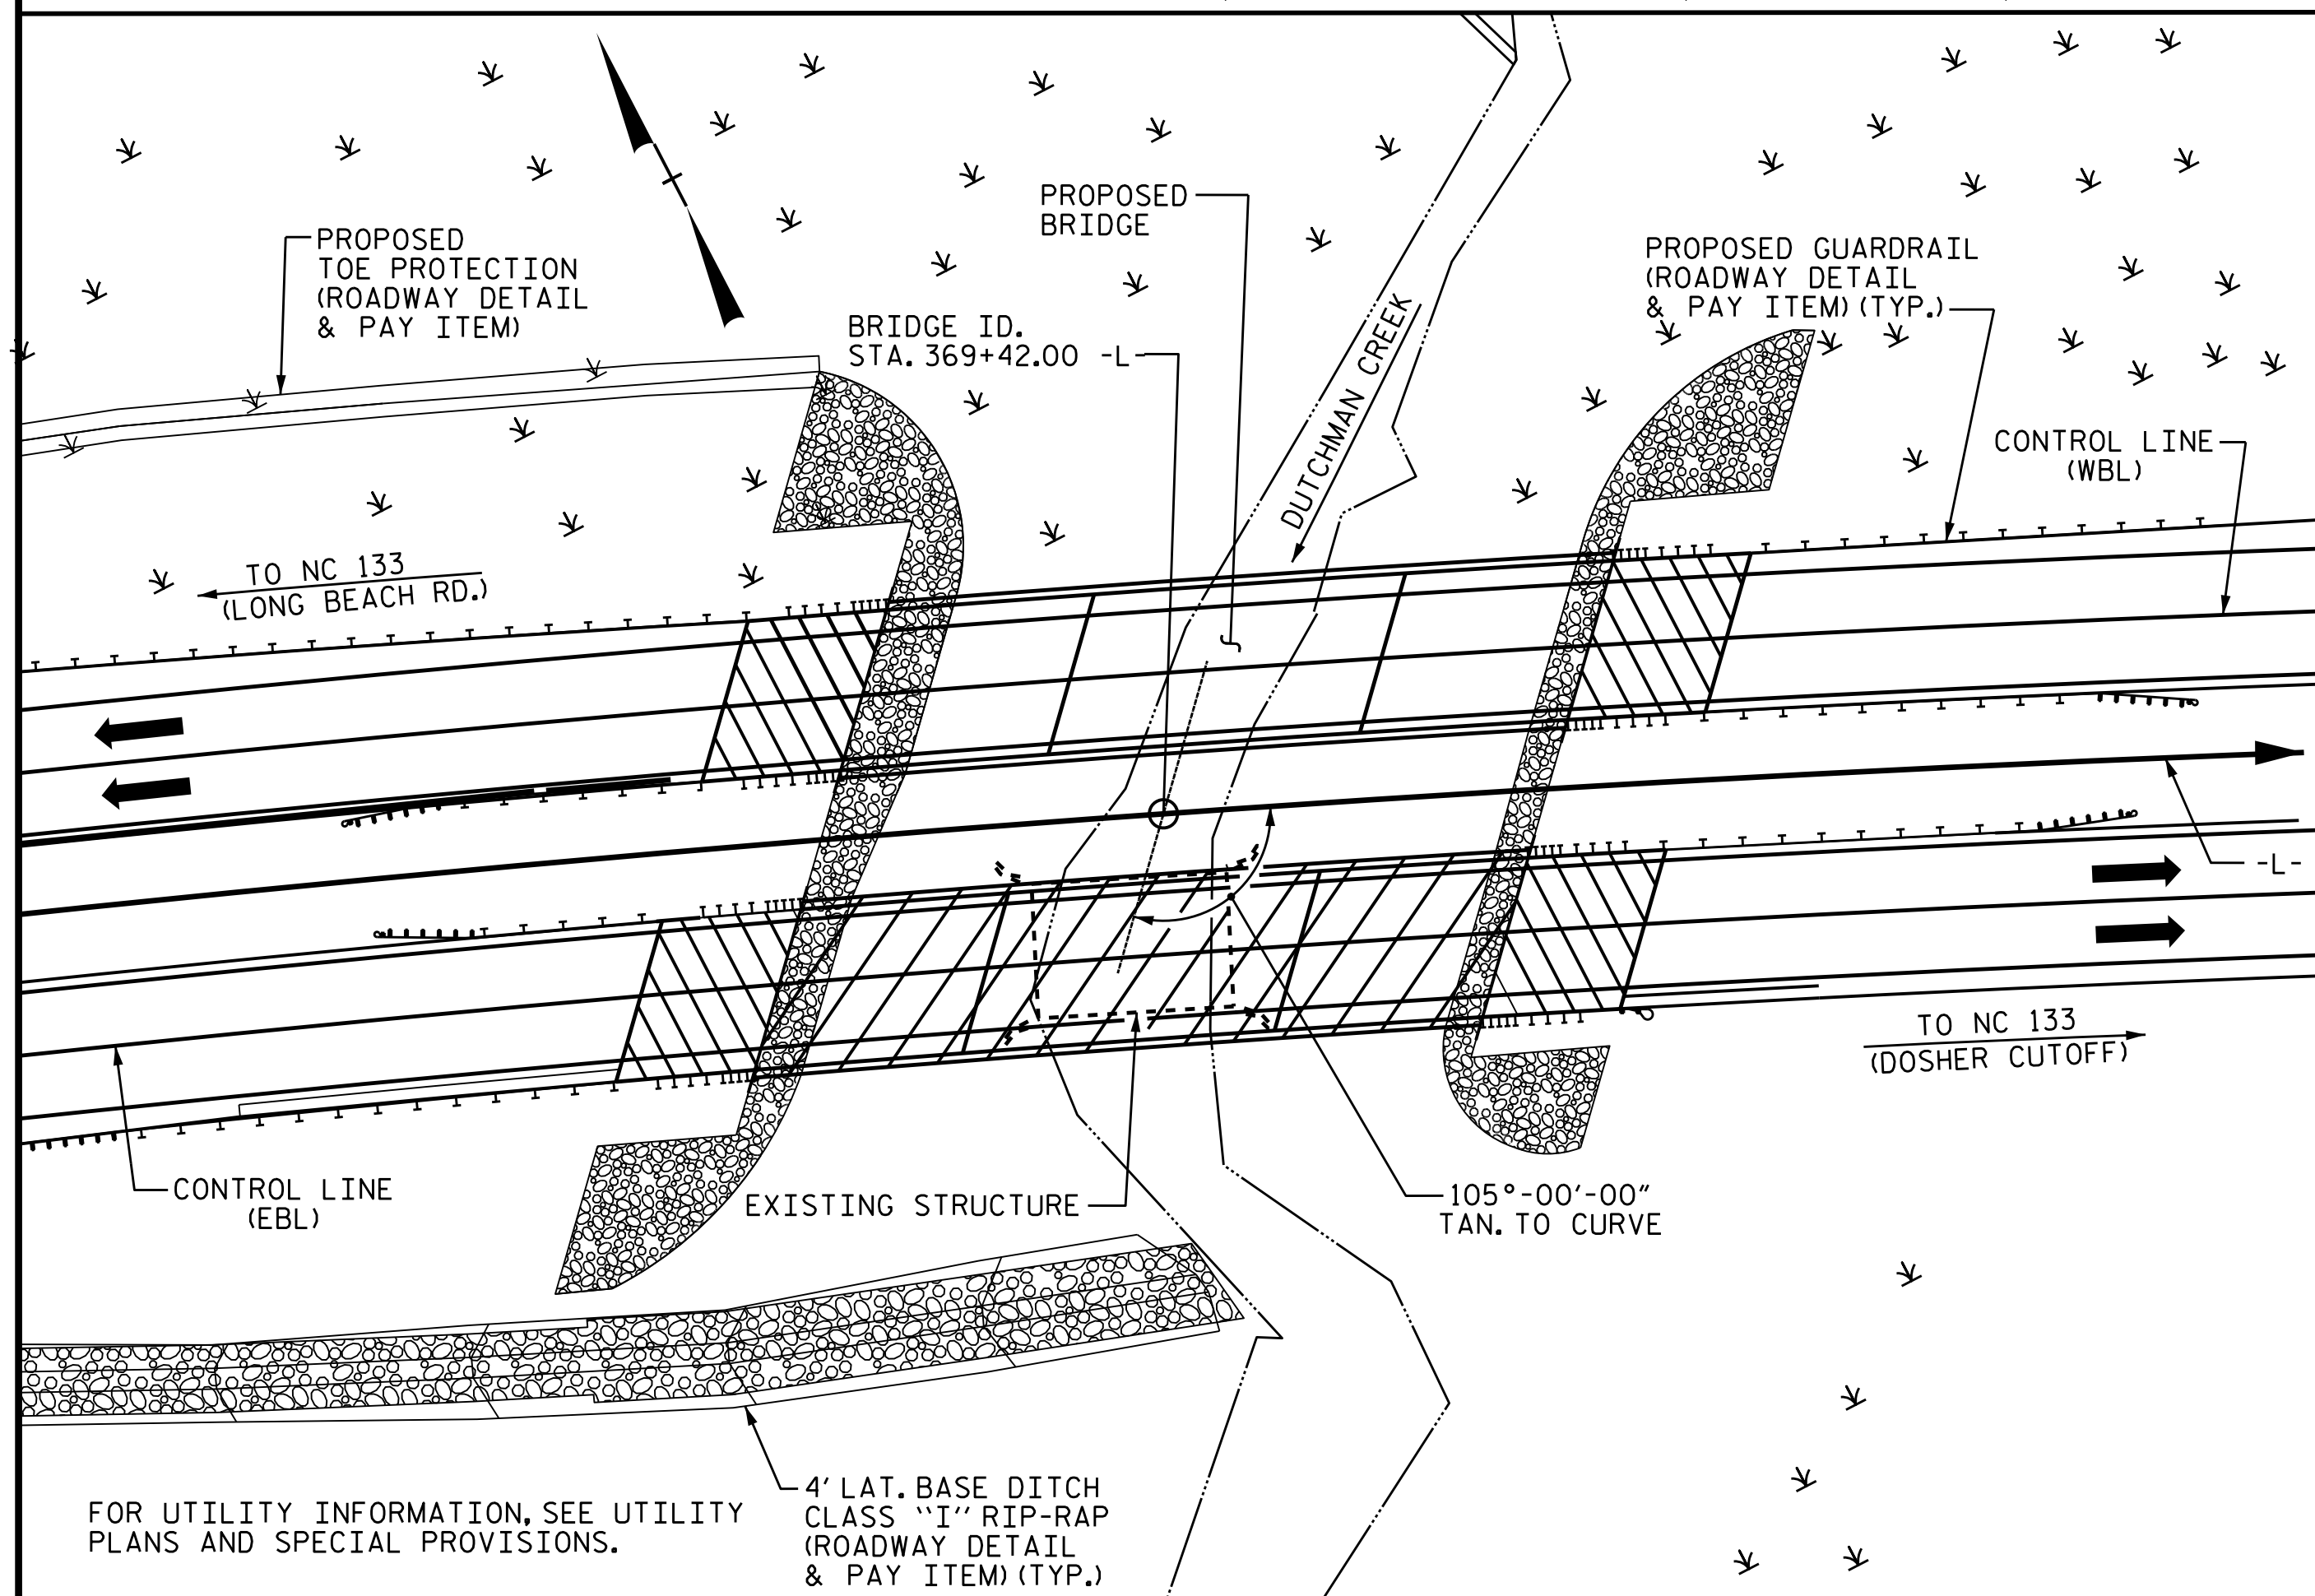 PROPOSED
TOE PROTECTION
(ROADWAY DETAIL
& PAY ITEM)
PROPOSED
BRIDGE
BRIDGE ID.
STA. 369+42.00 -L-
DUTCHMAN CREEK
PROPOSED GUARDRAIL
(ROADWAY DETAIL
& PAY ITEM) (TYP.)
CONTROL LINE
(WBL)
TO NC 133
(LONG BEACH RD.)
-L-
TO NC 133
(DOSHER CUTOFF)
CONTROL LINE
(EBL)
EXISTING STRUCTURE
105°-00'-00"
TAN. TO CURVE
4' LAT. BASE DITCH
CLASS "I" RIP-RAP
(ROADWAY DETAIL
& PAY ITEM) (TYP.)
FOR UTILITY INFORMATION, SEE UTILITY
PLANS AND SPECIAL PROVISIONS.